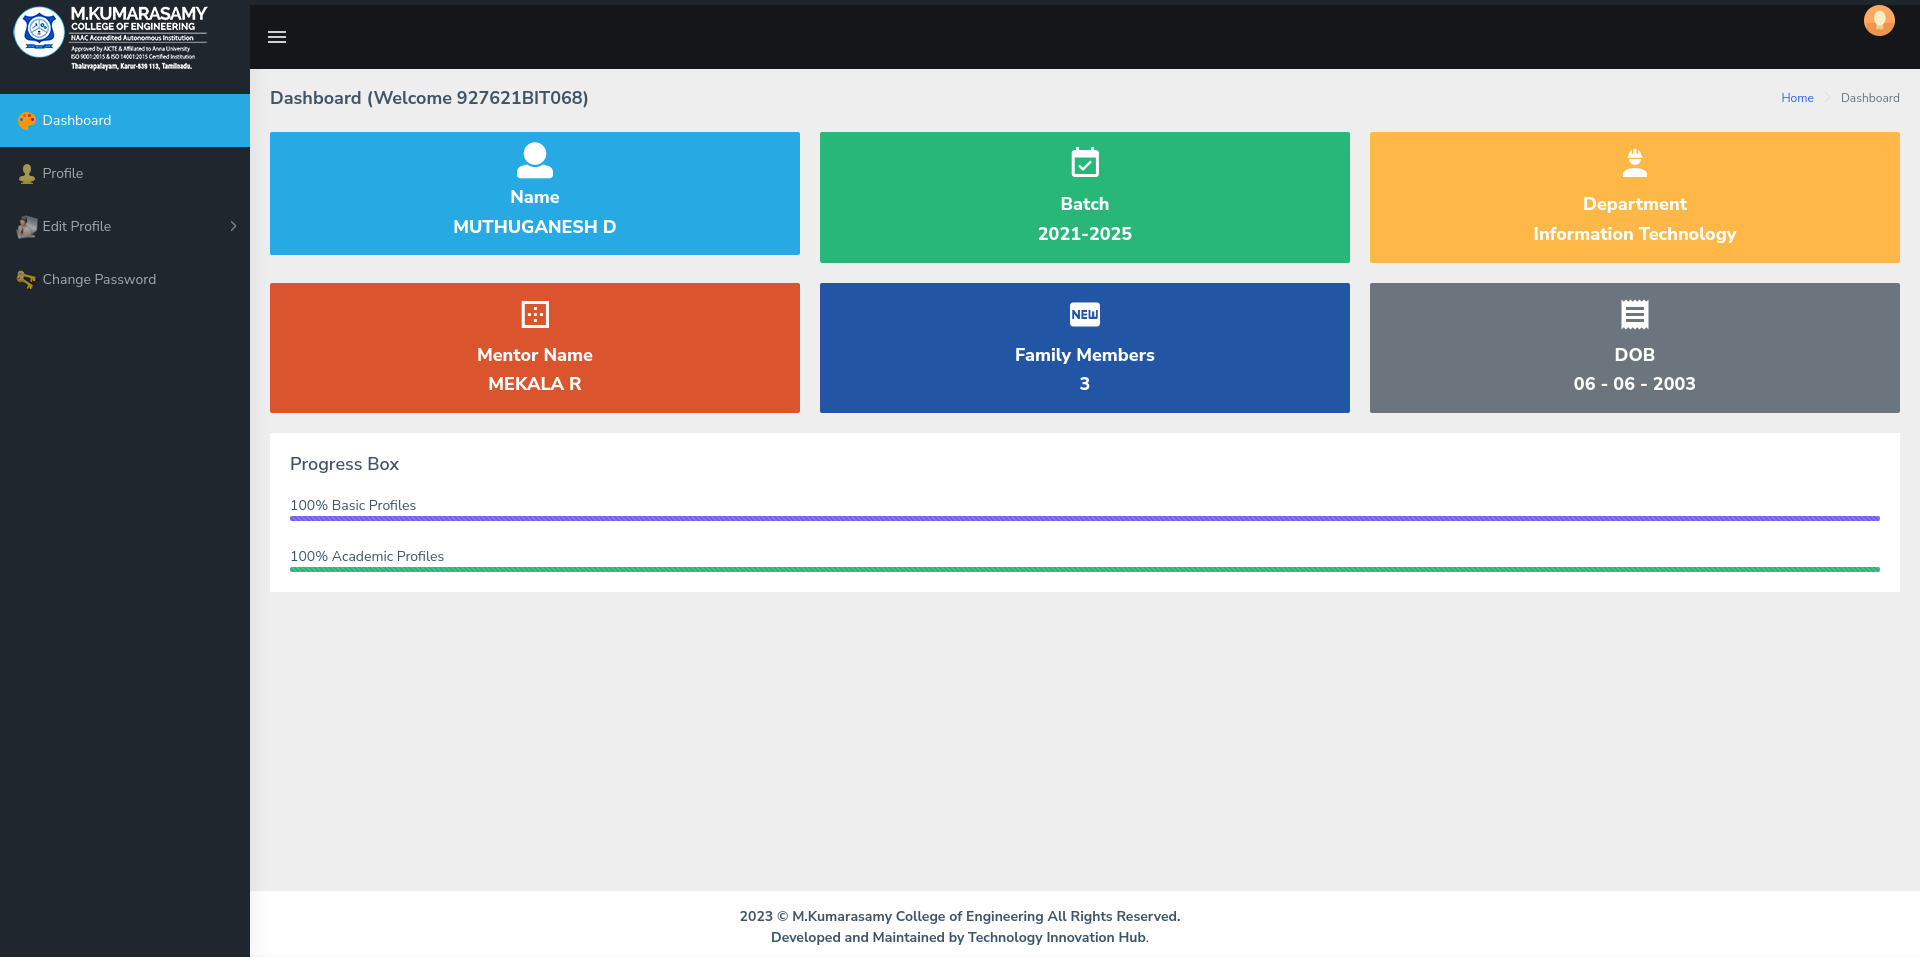 M.KUMARASAMY
COLLEGE OF ENGINEERING
NAAC Accredited Autonomous Institution
Approved by AICTE & Affiliated to Anna University
ISO 9001:2015 & ISO 14001:2015 Certified Institution
Thalavapalayam, Karur-639 113, Tamilnadu.
Dashboard
Profile
Edit Profile
Change Password
Dashboard (Welcome 927621BIT068)
Home
Dashboard
Name
MUTHUGANESH D
Batch
2021-2025
Department
Information Technology
Mentor Name
MEKALA R
NEW
Family Members
3
DOB
06 - 06 - 2003
Progress Box
100% Basic Profiles
100% Academic Profiles
2023 © M.Kumarasamy College of Engineering All Rights Reserved.
Developed and Maintained by Technology Innovation Hub.